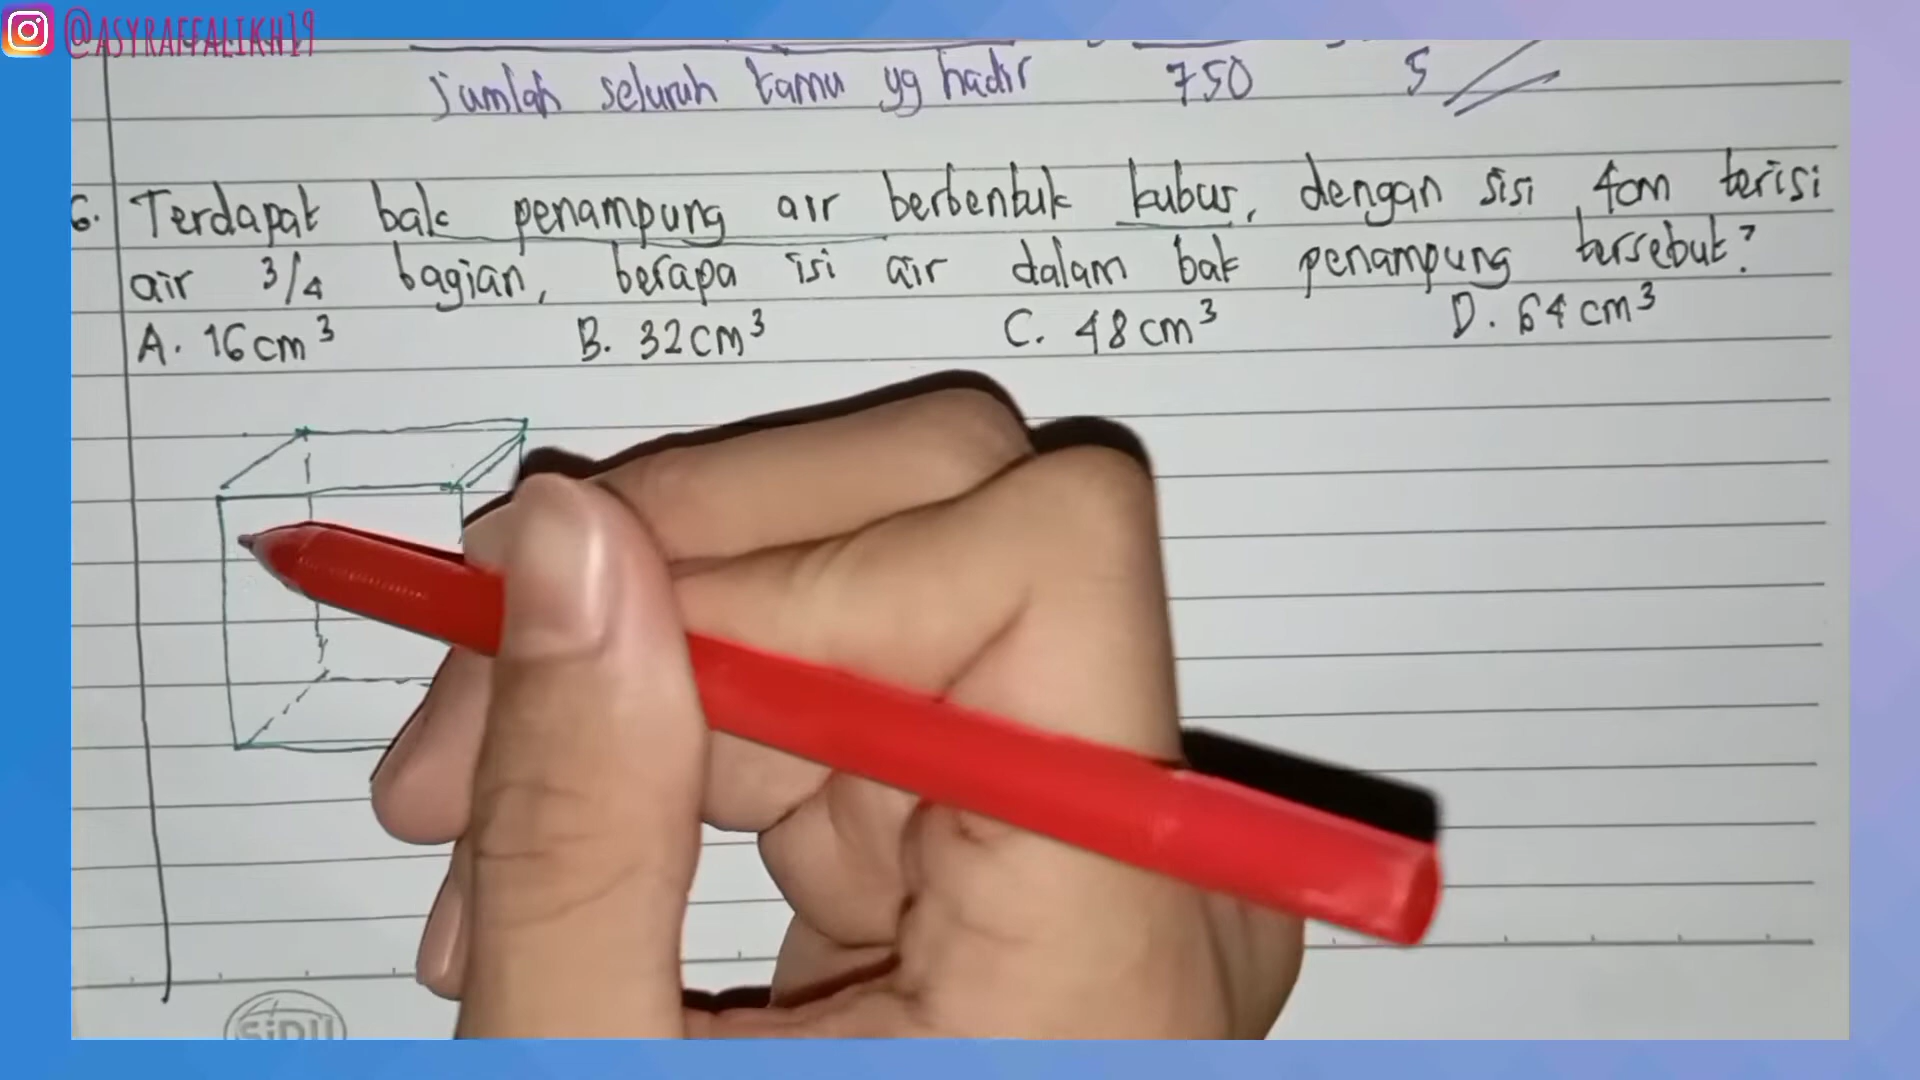 @ASYRAFFALIKH19
jumlah seluruh tamu yg hadir 750 5
6. Terdapat bak penampung air berbentuk kubus, dengan sisi 4cm terisi
air 3/4 bagian, berapa isi air dalam bak penampung tersebut?
A. 16 cm³ B. 32 cm³ C. 48 cm³ D. 64 cm³
SiDU